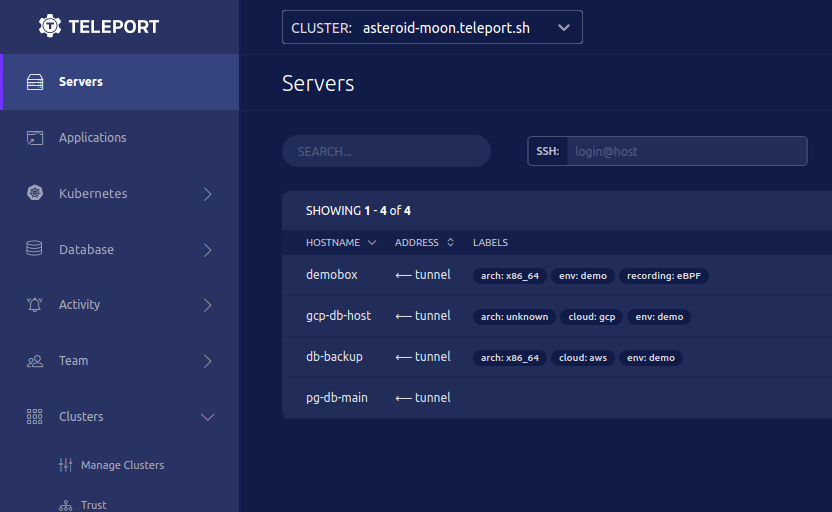 TELEPORT
CLUSTER: asteroid-moon.teleport.sh
Servers
Applications
Kubernetes
Database
Activity
Team
Clusters
Manage Clusters
Trust
Servers
SEARCH...
SSH: login@host
SHOWING 1 - 4 of 4
HOSTNAME ADDRESS LABELS
demobox ⟵ tunnel arch: x86_64 env: demo recording: eBPF
gcp-db-host ⟵ tunnel arch: unknown cloud: gcp env: demo
db-backup ⟵ tunnel arch: x86_64 cloud: aws env: demo
pg-db-main ⟵ tunnel